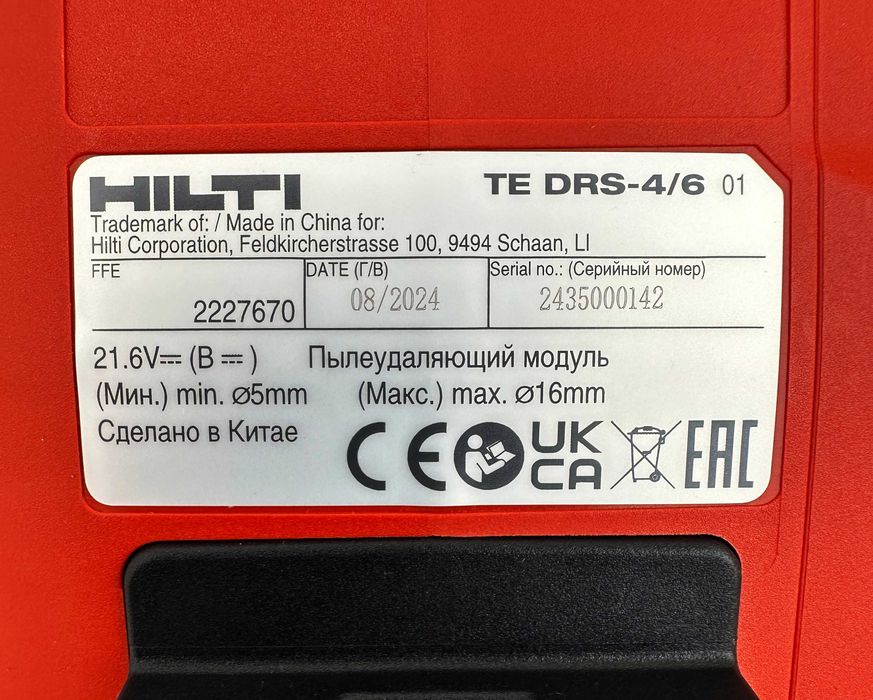 HILTI TE DRS-4/6 01
Trademark of: / Made in China for:
Hilti Corporation, Feldkircherstrasse 100, 9494 Schaan, LI
FFE DATE (Г/В) Serial no.: (Серийный номер)
2227670 08/2024 2435000142
21.6V⎓ (В ⎓ ) Пылеудаляющий модуль
(Мин.) min. ⌀5mm (Макс.) max. ⌀16mm
Сделано в Китае
CE UK CA EAC